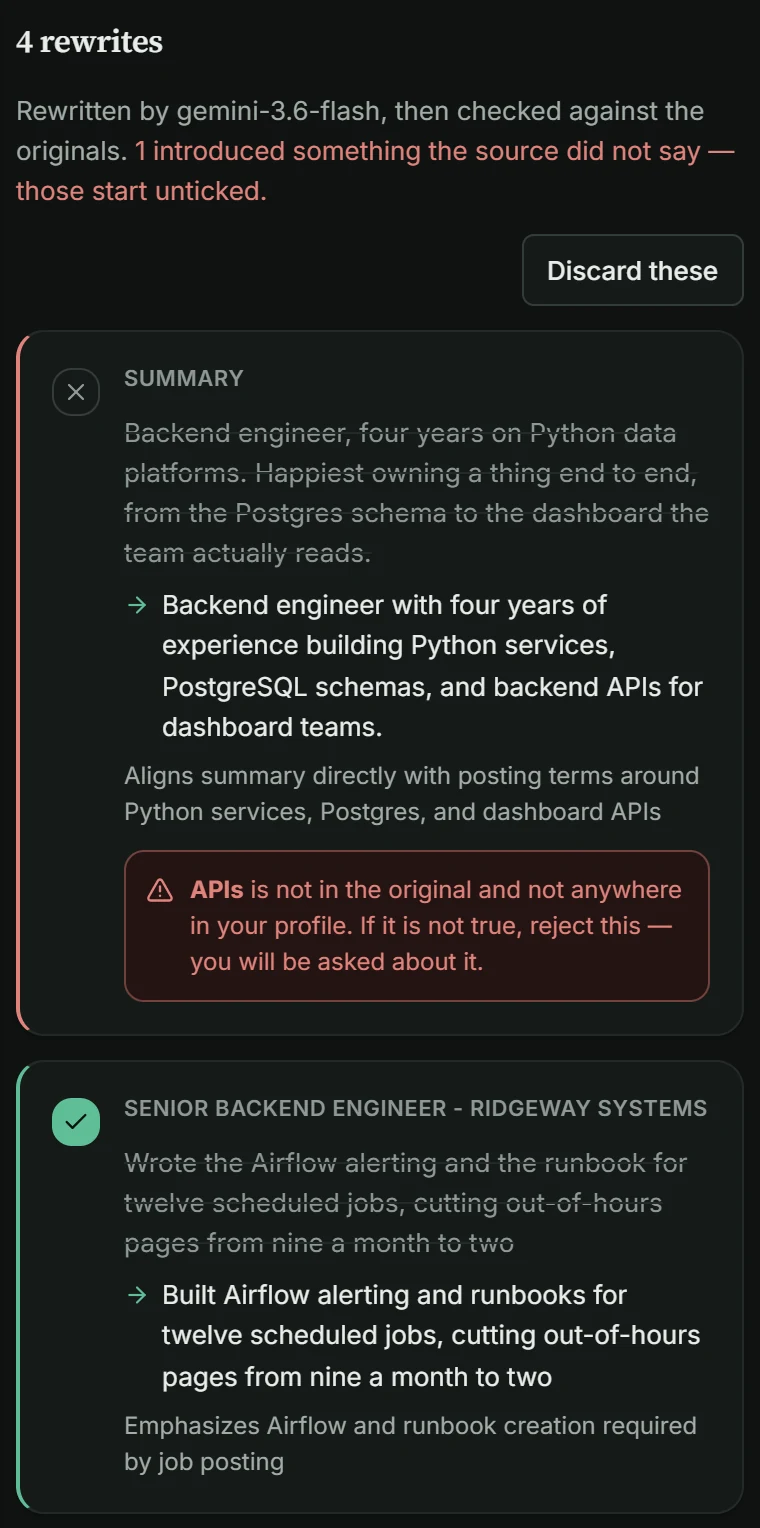 4 rewrites
Rewritten by gemini-3.6-flash, then checked against the
originals. 1 introduced something the source did not say —
those start unticked.
Discard these
SUMMARY
Backend engineer, four years on Python data
platforms. Happiest owning a thing end to end,
from the Postgres schema to the dashboard the
team actually reads.
→ Backend engineer with four years of
experience building Python services,
PostgreSQL schemas, and backend APIs for
dashboard teams.
Aligns summary directly with posting terms around
Python services, Postgres, and dashboard APIs
APIs is not in the original and not anywhere
in your profile. If it is not true, reject this —
you will be asked about it.
SENIOR BACKEND ENGINEER - RIDGEWAY SYSTEMS
Wrote the Airflow alerting and the runbook for
twelve scheduled jobs, cutting out-of-hours
pages from nine a month to two
→ Built Airflow alerting and runbooks for
twelve scheduled jobs, cutting out-of-hours
pages from nine a month to two
Emphasizes Airflow and runbook creation required
by job posting